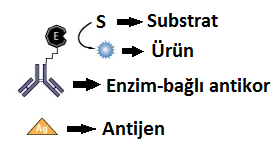 S Substrat
E
Ürün
Enzim-bağlı antikor
Ag Antijen